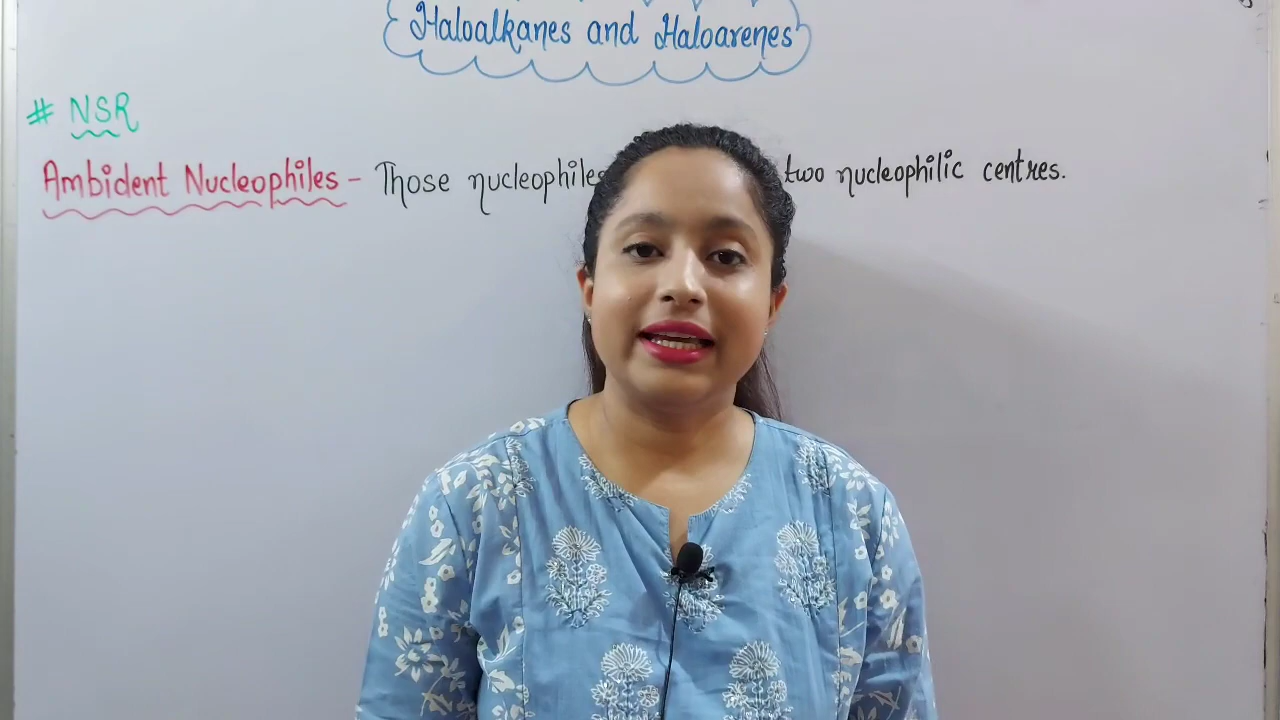 Haloalkanes and Haloarenes
# NSR
Ambident Nucleophiles - Those nucleophiles two nucleophilic centres.